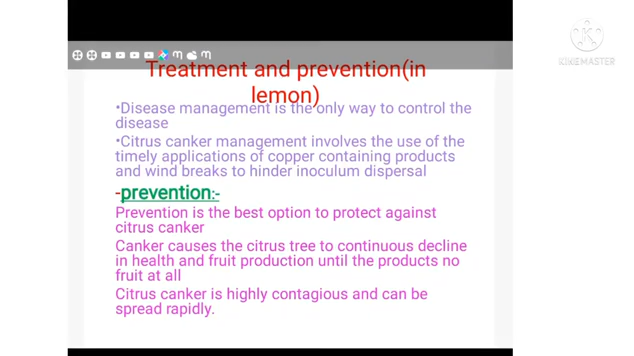 KINEMASTER
Treatment and prevention(in
lemon)
•Disease management is the only way to control the
disease
•Citrus canker management involves the use of the
timely applications of copper containing products
and wind breaks to hinder inoculum dispersal
-prevention:-
Prevention is the best option to protect against
citrus canker
Canker causes the citrus tree to continuous decline
in health and fruit production until the products no
fruit at all
Citrus canker is highly contagious and can be
spread rapidly.